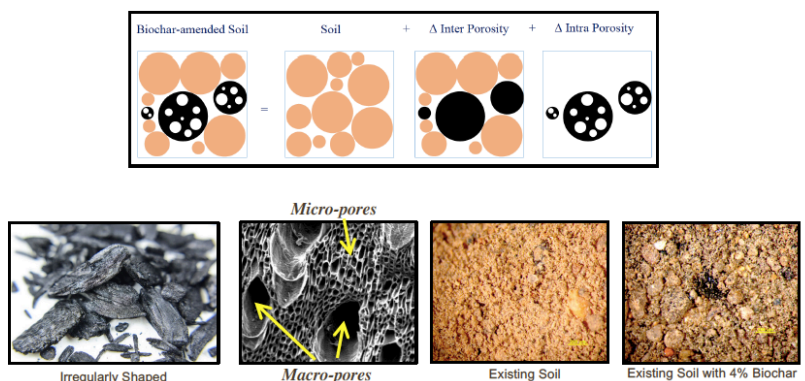 Biochar-amended Soil Soil + Δ Inter Porosity + Δ Intra Porosity
=
Micro-pores
Macro-pores
Irregularly Shaped
Existing Soil
Existing Soil with 4% Biochar